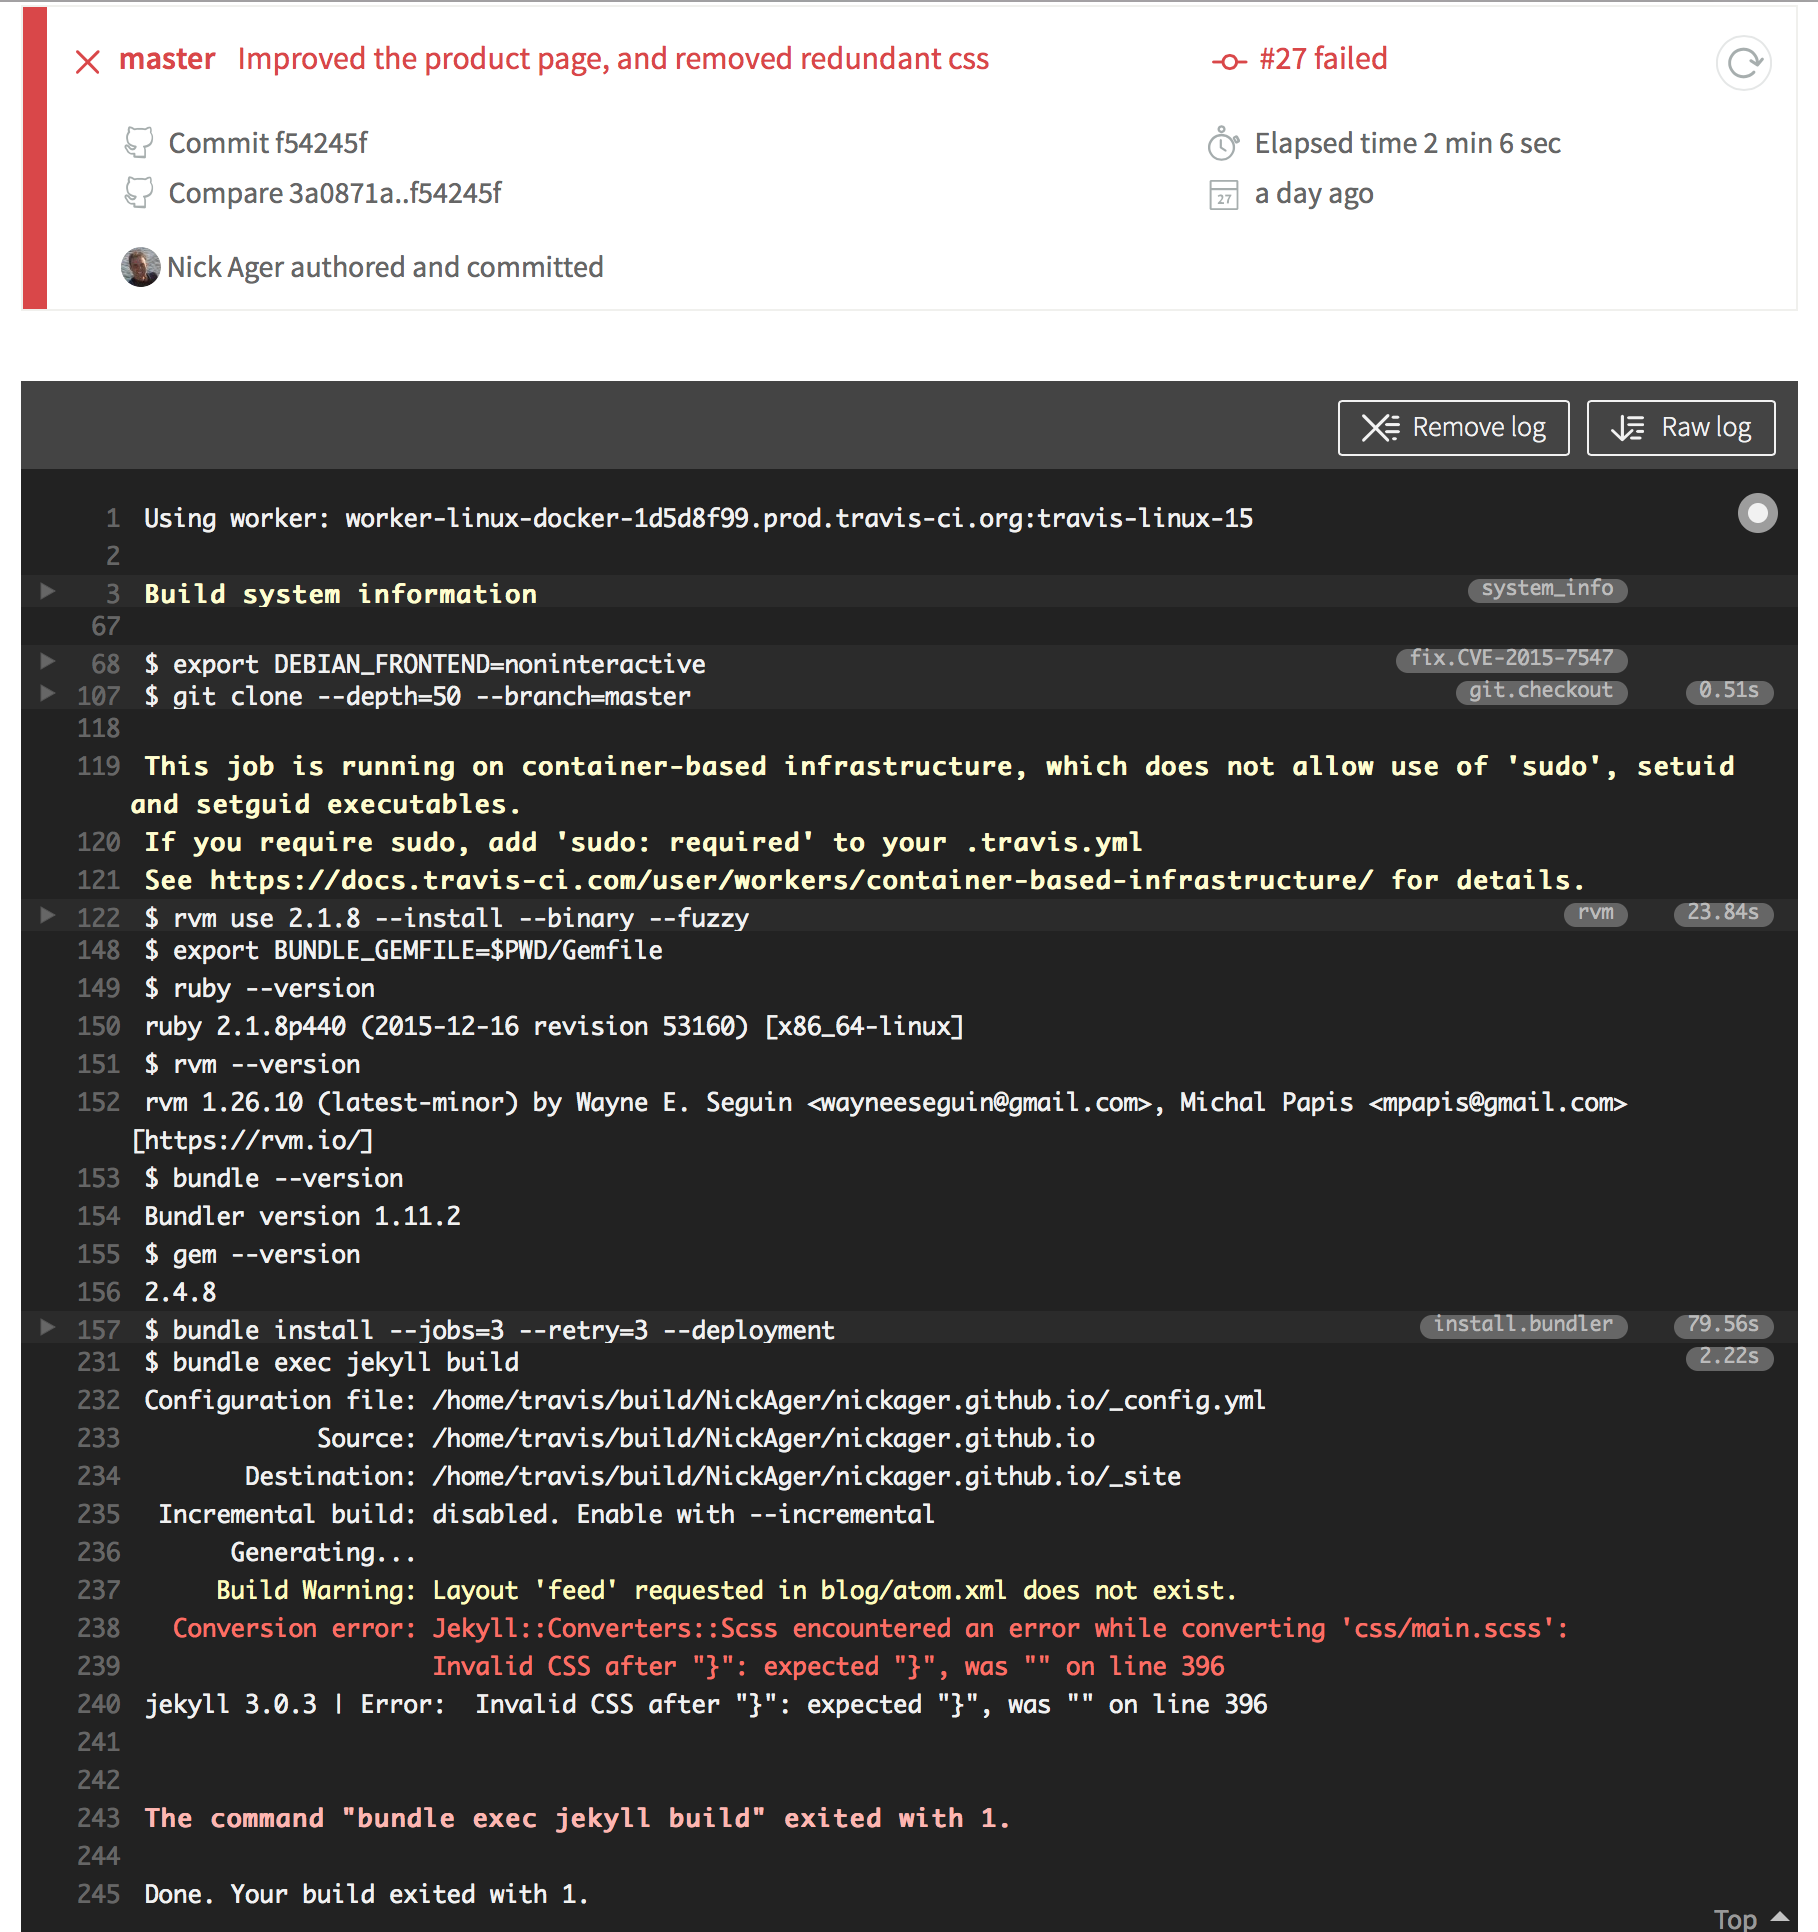 master Improved the product page, and removed redundant css
#27 failed
Commit f54245f
Elapsed time 2 min 6 sec
Compare 3a0871a..f54245f
27
a day ago
Nick Ager authored and committed
Remove log
Raw log
1 Using worker: worker-linux-docker-1d5d8f99.prod.travis-ci.org:travis-linux-15
2
3 Build system information system_info
67
68 $ export DEBIAN_FRONTEND=noninteractive fix.CVE-2015-7547
107 $ git clone --depth=50 --branch=master git.checkout 0.51s
118
119 This job is running on container-based infrastructure, which does not allow use of 'sudo', setuid
and setguid executables.
120 If you require sudo, add 'sudo: required' to your .travis.yml
121 See https://docs.travis-ci.com/user/workers/container-based-infrastructure/ for details.
122 $ rvm use 2.1.8 --install --binary --fuzzy rvm 23.84s
148 $ export BUNDLE_GEMFILE=$PWD/Gemfile
149 $ ruby --version
150 ruby 2.1.8p440 (2015-12-16 revision 53160) [x86_64-linux]
151 $ rvm --version
152 rvm 1.26.10 (latest-minor) by Wayne E. Seguin <wayneeseguin@gmail.com>, Michal Papis <mpapis@gmail.com>
[https://rvm.io/]
153 $ bundle --version
154 Bundler version 1.11.2
155 $ gem --version
156 2.4.8
157 $ bundle install --jobs=3 --retry=3 --deployment install.bundler 79.56s
231 $ bundle exec jekyll build 2.22s
232 Configuration file: /home/travis/build/NickAger/nickager.github.io/_config.yml
233 Source: /home/travis/build/NickAger/nickager.github.io
234 Destination: /home/travis/build/NickAger/nickager.github.io/_site
235 Incremental build: disabled. Enable with --incremental
236 Generating...
237 Build Warning: Layout 'feed' requested in blog/atom.xml does not exist.
238 Conversion error: Jekyll::Converters::Scss encountered an error while converting 'css/main.scss':
239 Invalid CSS after "}": expected "}", was "" on line 396
240 jekyll 3.0.3 | Error:  Invalid CSS after "}": expected "}", was "" on line 396
241
242
243 The command "bundle exec jekyll build" exited with 1.
244
245 Done. Your build exited with 1.
Top